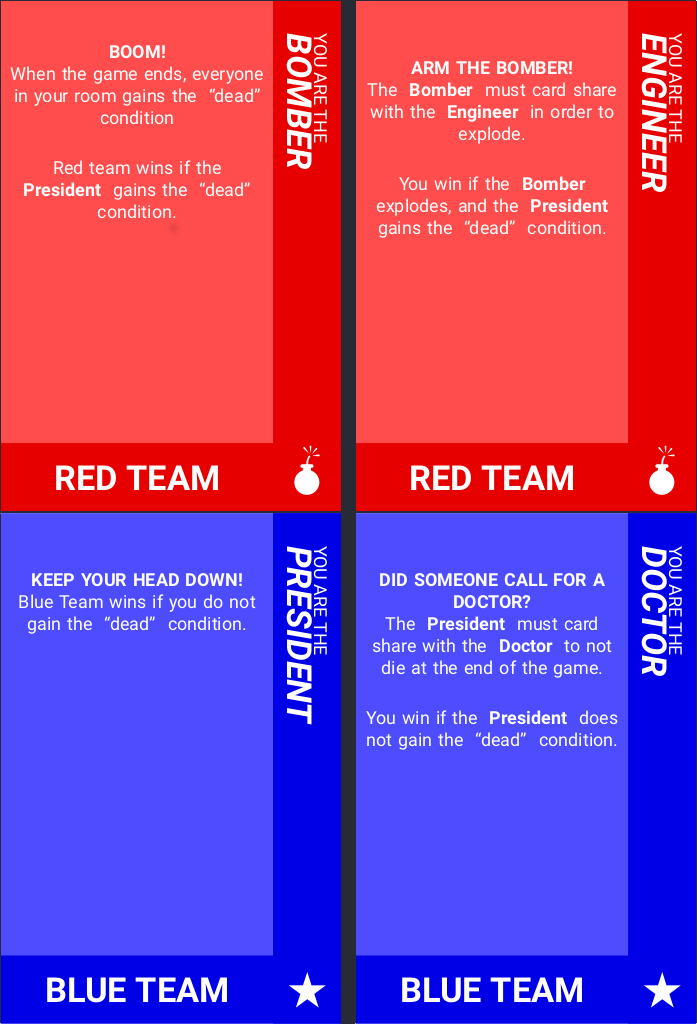 BOOM!
When the game ends, everyone
in your room gains the “dead”
condition
Red team wins if the
President gains the “dead”
condition.
YOU ARE THE
BOMBER
RED TEAM
ARM THE BOMBER!
The Bomber must card share
with the Engineer in order to
explode.
You win if the Bomber
explodes, and the President
gains the “dead” condition.
YOU ARE THE
ENGINEER
RED TEAM
KEEP YOUR HEAD DOWN!
Blue Team wins if you do not
gain the “dead” condition.
YOU ARE THE
PRESIDENT
BLUE TEAM
DID SOMEONE CALL FOR A
DOCTOR?
The President must card
share with the Doctor to not
die at the end of the game.
You win if the President does
not gain the “dead” condition.
YOU ARE THE
DOCTOR
BLUE TEAM